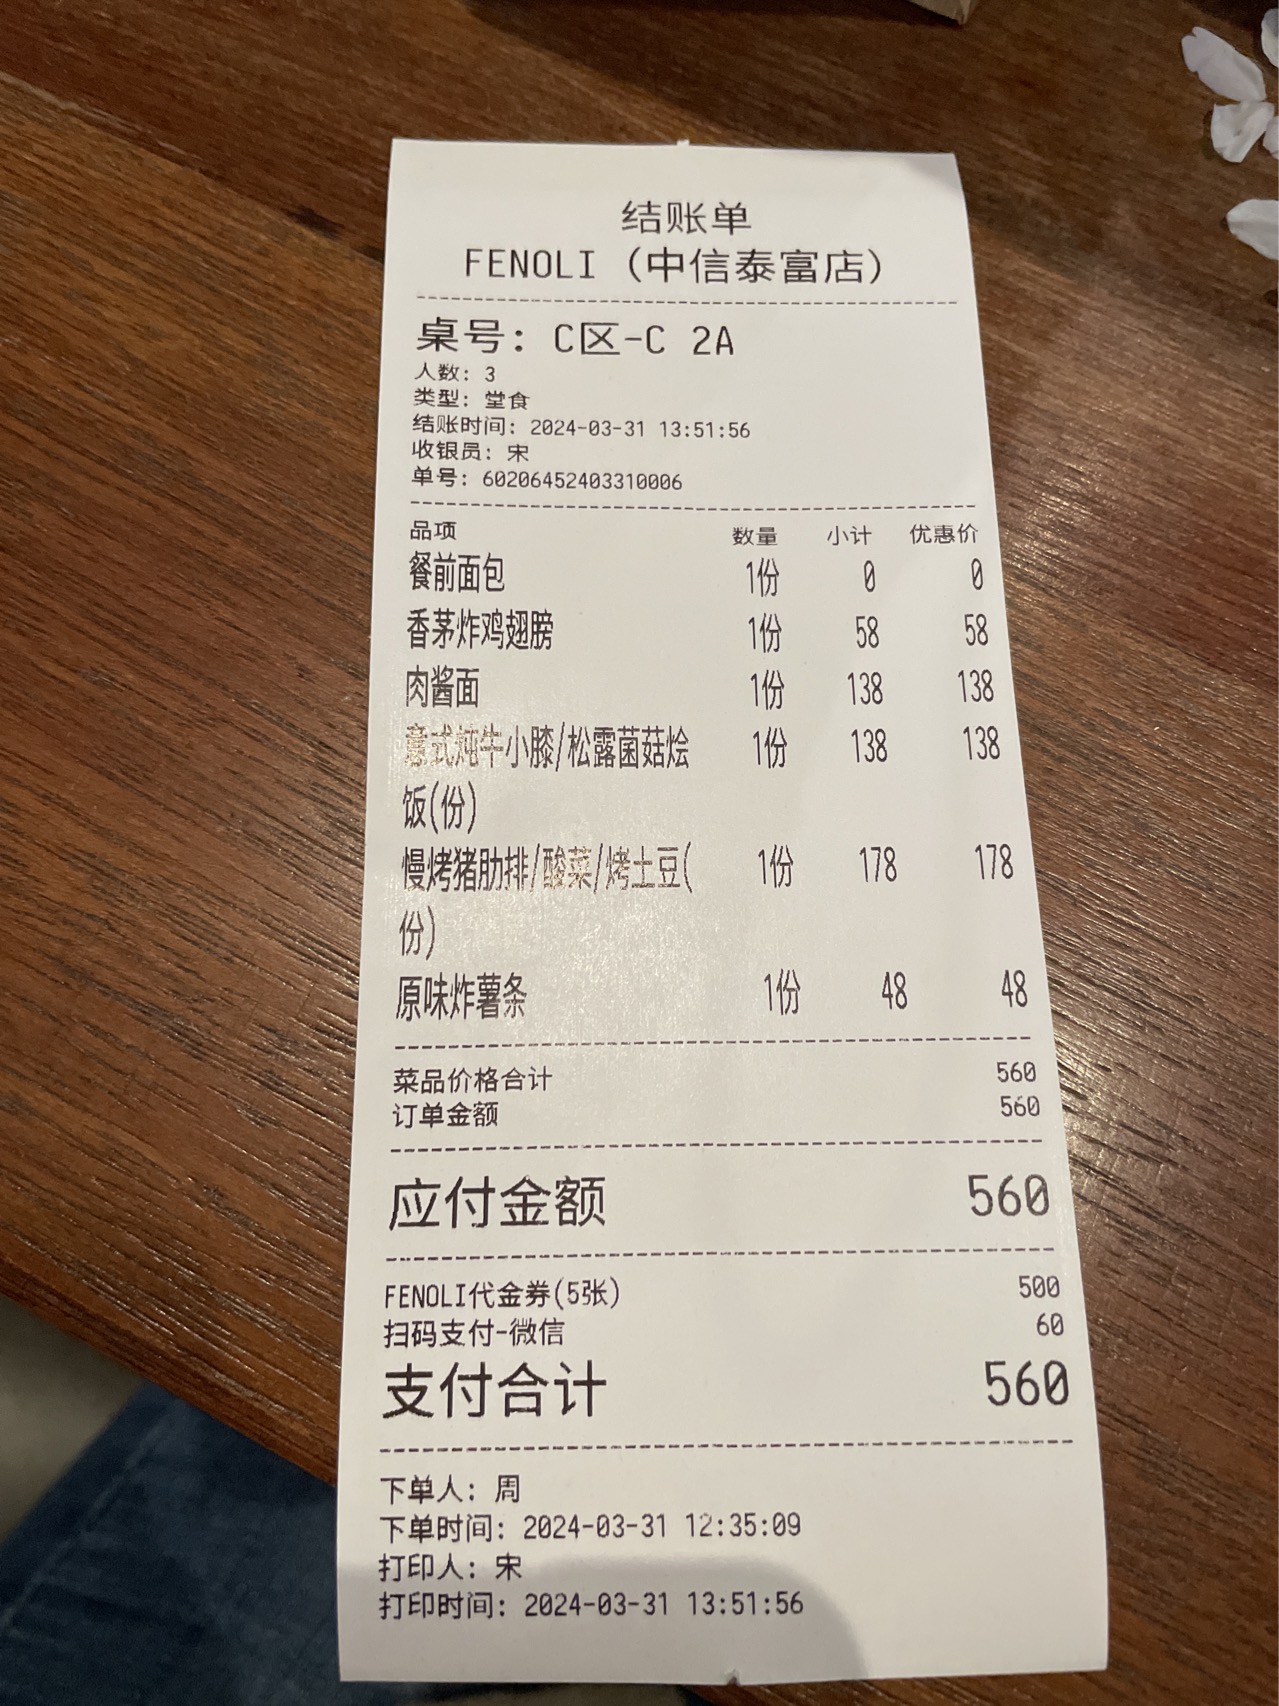 结账单
FENOLI (中信泰富店)
桌号: C区-C 2A
人数: 3
类型: 堂食
结账时间: 2024-03-31 13:51:56
收银员: 宋
单号: 60206452403310006
品项 数量 小计 优惠价
餐前面包 1份 0 0
香茅炸鸡翅膀 1份 58 58
肉酱面 1份 138 138
意式炖牛小膝/松露菌菇烩 1份 138 138
饭(份)
慢烤猪肋排/酸菜/烤土豆( 1份 178 178
份)
原味炸薯条 1份 48 48
菜品价格合计 560
订单金额 560
应付金额 560
FENOLI代金券(5张) 500
扫码支付-微信 60
支付合计 560
下单人: 周
下单时间: 2024-03-31 12:35:09
打印人: 宋
打印时间: 2024-03-31 13:51:56